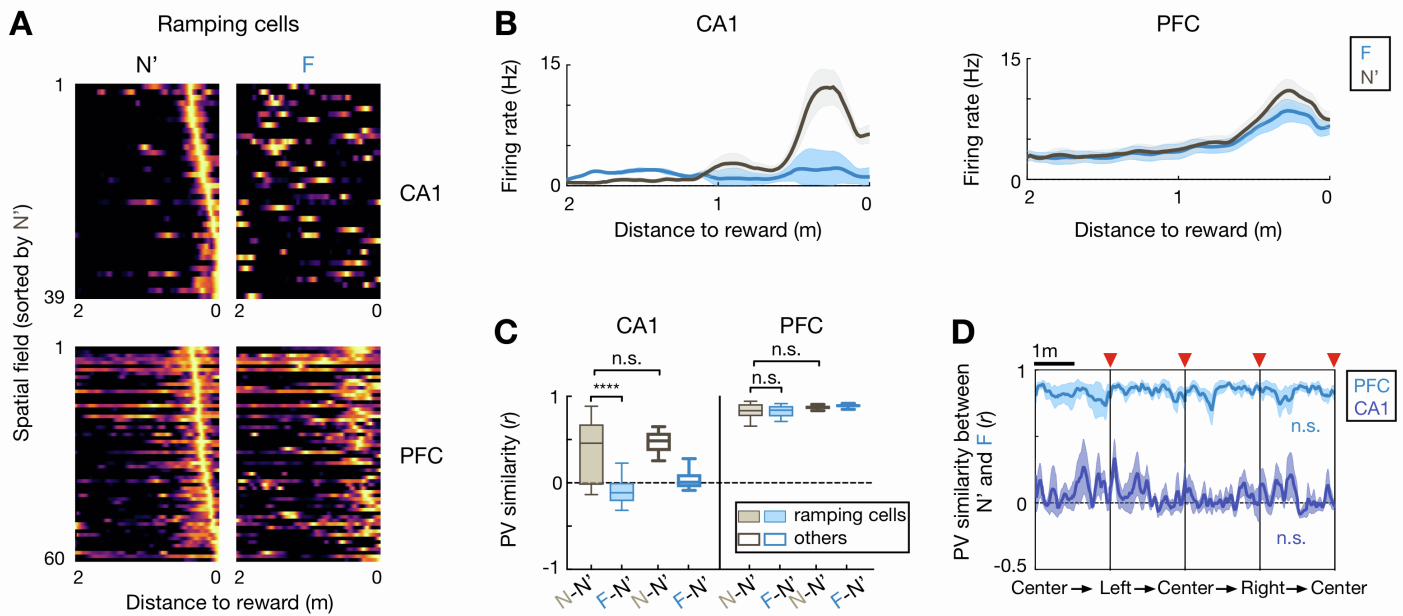 A
Ramping cells
N'
F
1
39
CA1
2
0
2
0
1
60
PFC
2
0
2
0
Spatial field (sorted by N')
Distance to reward (m)
B
CA1
15
0
Firing rate (Hz)
2
1
0
Distance to reward (m)
PFC
15
0
Firing rate (Hz)
2
1
0
Distance to reward (m)
F
N'
C
CA1
PFC
n.s.
****
n.s.
n.s.
1
0
-1
PV similarity (r)
ramping cells
others
N-N'
F-N'
N-N'
F-N'
N-N'
F-N'
N-N'
F-N'
D
1m
1
0
-0.5
PV similarity between
N' and F (r)
PFC
CA1
n.s.
n.s.
Center → Left → Center → Right → Center